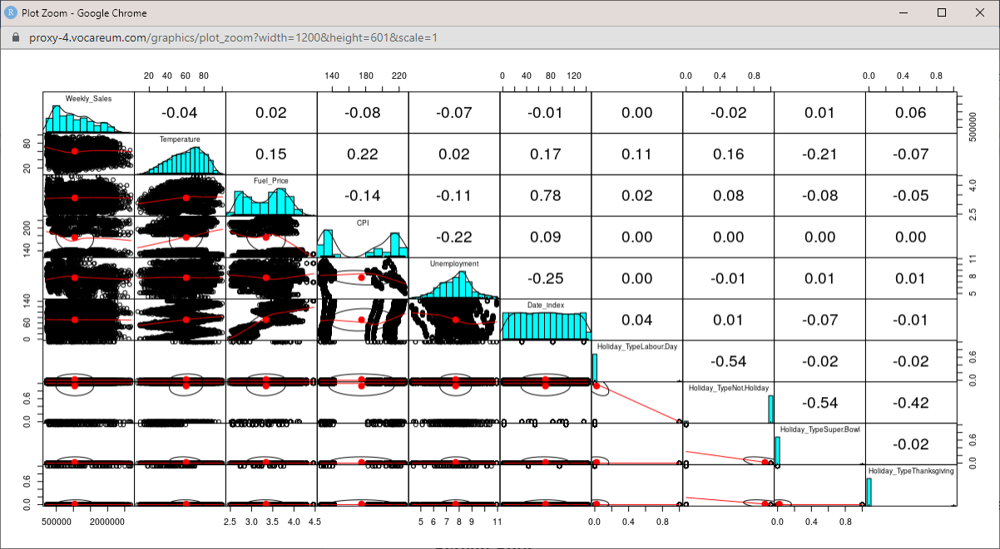 R Plot Zoom - Google Chrome
proxy-4.vocareum.com/graphics/plot_zoom?width=1200&height=601&scale=1
20 40 60 80 140 180 220 0 40 80 120 0.0 0.4 0.8 0.0 0.4 0.8
Weekly_Sales -0.04 0.02 -0.08 -0.07 -0.01 0.00 -0.02 0.01 0.06 500000
20 80 Temperature 0.15 0.22 0.02 0.17 0.11 0.16 -0.21 -0.07
Fuel_Price -0.14 -0.11 0.78 0.02 0.08 -0.08 -0.05 2.5 4.0
140 200 CPI -0.22 0.09 0.00 0.00 0.00 0.00
Unemployment -0.25 0.00 -0.01 0.01 0.01 5 8 11
0 60 140 Date_Index 0.04 0.01 -0.07 -0.01
Holiday_TypeLabour.Day -0.54 -0.02 -0.02 0.0 0.6
0.0 0.6 Holiday_TypeNot.Holiday -0.54 -0.42
Holiday_TypeSuper.Bowl -0.02 0.0 0.6
0.0 0.6 Holiday_TypeThanksgiving
500000 2000000 2.5 3.0 3.5 4.0 4.5 5 6 7 8 9 11 0.0 0.4 0.8 0.0 0.4 0.8